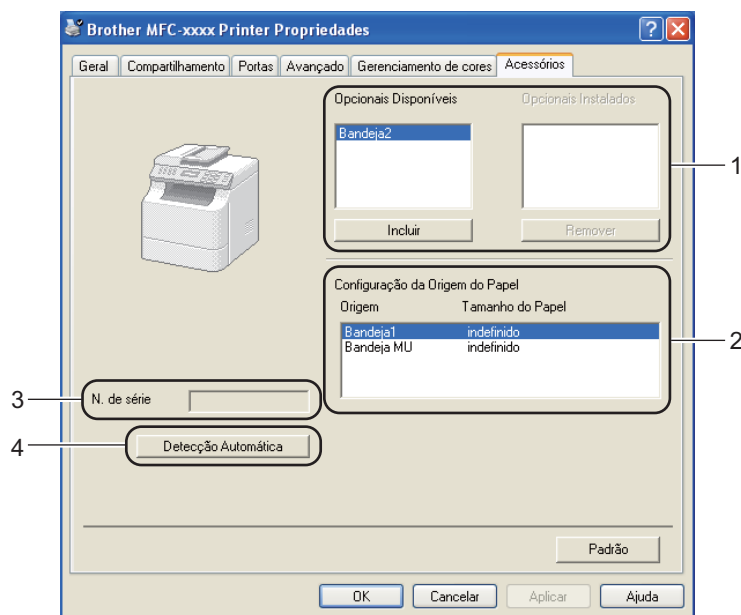 Brother MFC-xxxx Printer Propriedades
Geral Compartilhamento Portas Avançado Gerenciamento de cores Acessórios
Opcionais Disponíveis Opcionais Instalados
Bandeja2
1
Incluir Remover
Configuração da Origem do Papel
Origem Tamanho do Papel
Bandeja1 indefinido
2
Bandeja MU indefinido
3 N. de série
4 Detecção Automática
Padrão
OK Cancelar Aplicar Ajuda